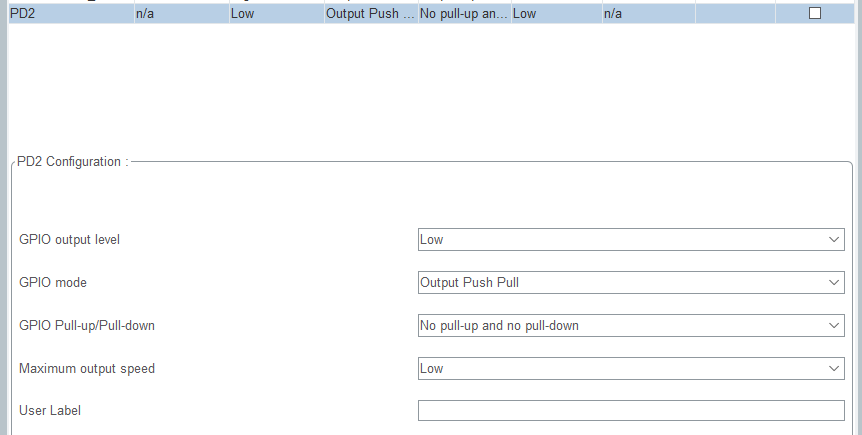 PD2 n/a Low Output Push ... No pull-up an... Low n/a
PD2 Configuration :
GPIO output level Low
GPIO mode Output Push Pull
GPIO Pull-up/Pull-down No pull-up and no pull-down
Maximum output speed Low
User Label